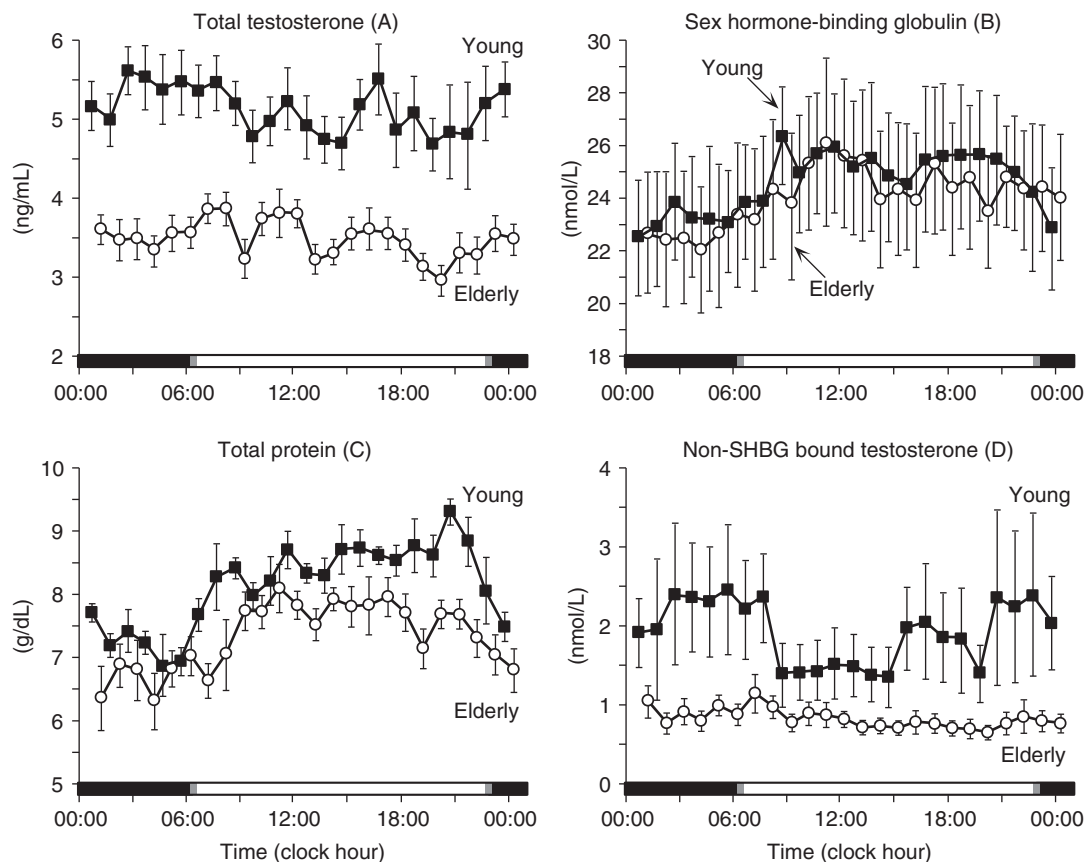 Total testosterone (A)
6
5
4
3
2
(ng/mL)
Young
Elderly
00:00 06:00 12:00 18:00 00:00
Sex hormone-binding globulin (B)
30
28
26
24
22
20
18
(nmol/L)
Young
Elderly
00:00 06:00 12:00 18:00 00:00
Total protein (C)
10
9
8
7
6
5
(g/dL)
Young
Elderly
00:00 06:00 12:00 18:00 00:00
Time (clock hour)
Non-SHBG bound testosterone (D)
4
3
2
1
0
(nmol/L)
Young
Elderly
00:00 06:00 12:00 18:00 00:00
Time (clock hour)